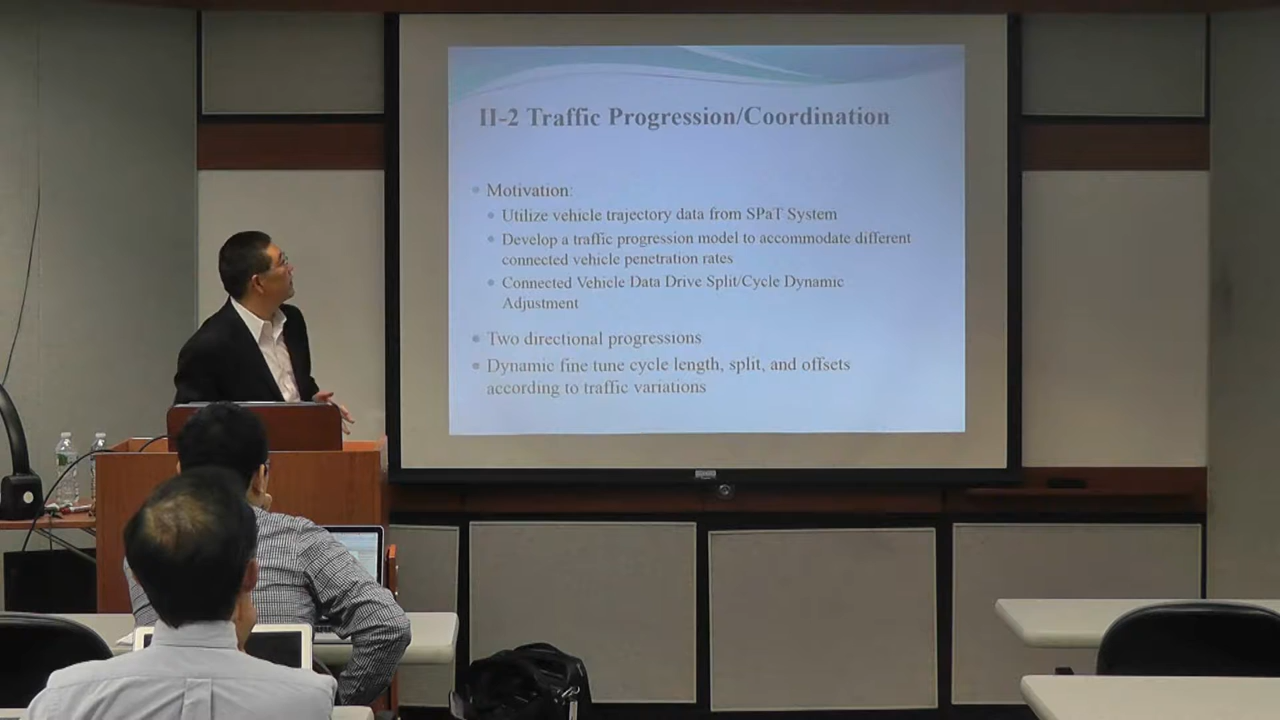 II-2 Traffic Progression/Coordination
Motivation:
Utilize vehicle trajectory data from SPaT System
Develop a traffic progression model to accommodate different
connected vehicle penetration rates
Connected Vehicle Data Drive Split/Cycle Dynamic
Adjustment
Two directional progressions
Dynamic fine tune cycle length, split, and offsets
according to traffic variations